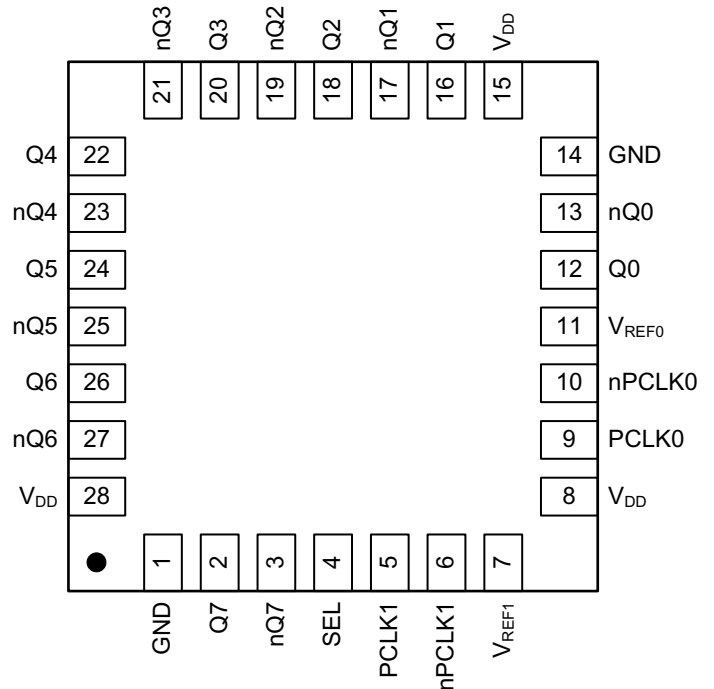 nQ3 Q3 nQ2 Q2 nQ1 Q1 VDD
21 20 19 18 17 16 15
Q4 22 14 GND
nQ4 23 13 nQ0
Q5 24 12 Q0
nQ5 25 11 VREF0
Q6 26 10 nPCLK0
nQ6 27 9 PCLK0
VDD 28 8 VDD
1 2 3 4 5 6 7
GND Q7 nQ7 SEL PCLK1 nPCLK1 VREF1